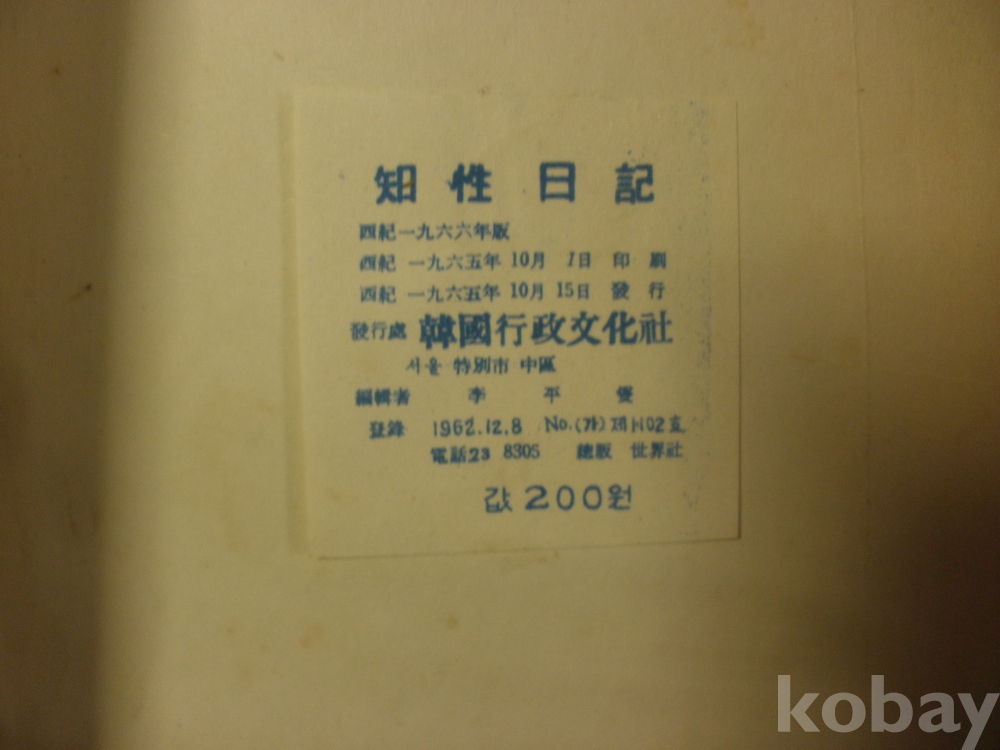 知性日記
西紀一九六六年版
西紀 一九六五年 10月 1日 印刷
西紀 一九六五年 10月 15日 發行
發行處 韓國行政文化社
서울 特別市 中區
編輯者 李 平
登錄 1962.12.8 No.(가)제1102호
電話23 8305 總販 世界社
값 200원
kobay